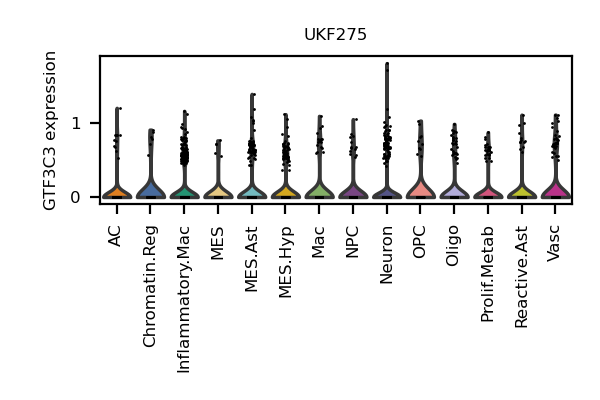 UKF275
GTF3C3 expression
1
0
AC
Chromatin.Reg
Inflammatory.Mac
MES
MES.Ast
MES.Hyp
Mac
NPC
Neuron
OPC
Oligo
Prolif.Metab
Reactive.Ast
Vasc